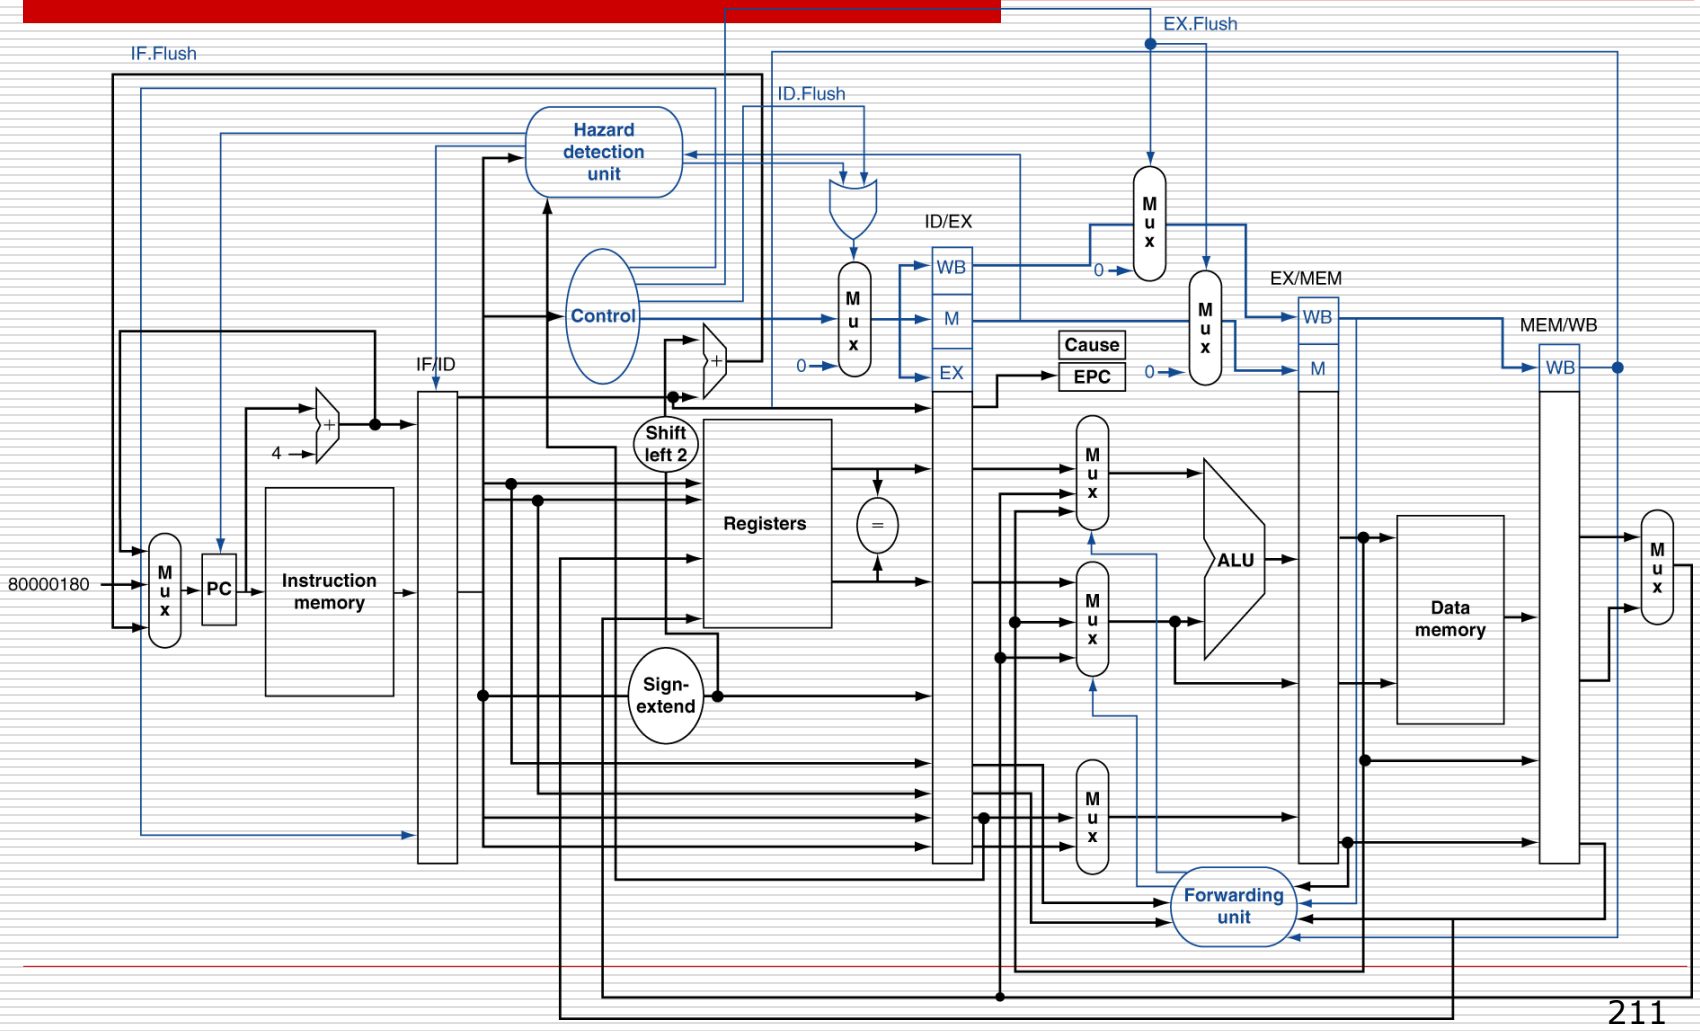 EX.Flush
IF.Flush
ID.Flush
Hazard
detection
unit
M
u
x
0
ID/EX
WB
M
EX
M
u
x
0
Control
M
u
x
0
EX/MEM
WB
M
MEM/WB
WB
Cause
EPC
+
IF/ID
+
4
Shift
left 2
M
u
x
Registers
=
M
u
x
80000180
PC
Instruction
memory
M
u
x
ALU
Data
memory
M
u
x
Sign-
extend
M
u
x
Forwarding
unit
211